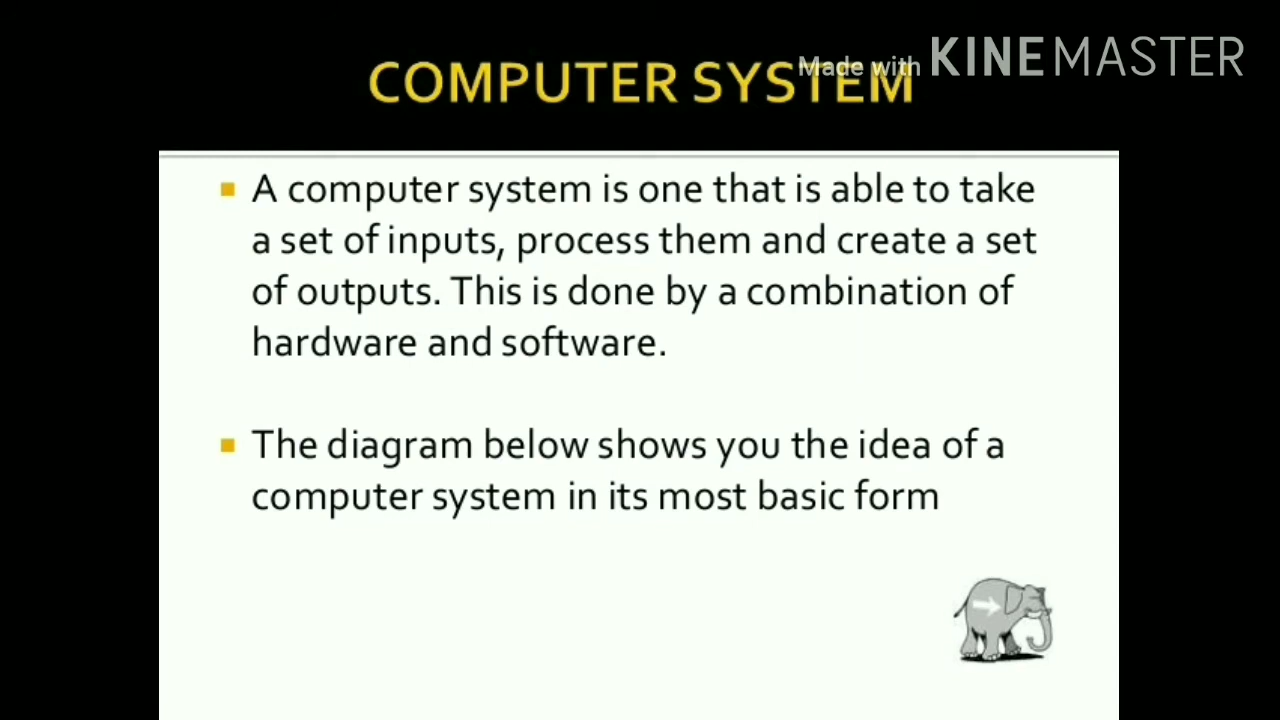 Made with KINEMASTER
COMPUTER SYSTEM
A computer system is one that is able to take
a set of inputs, process them and create a set
of outputs. This is done by a combination of
hardware and software.
The diagram below shows you the idea of a
computer system in its most basic form